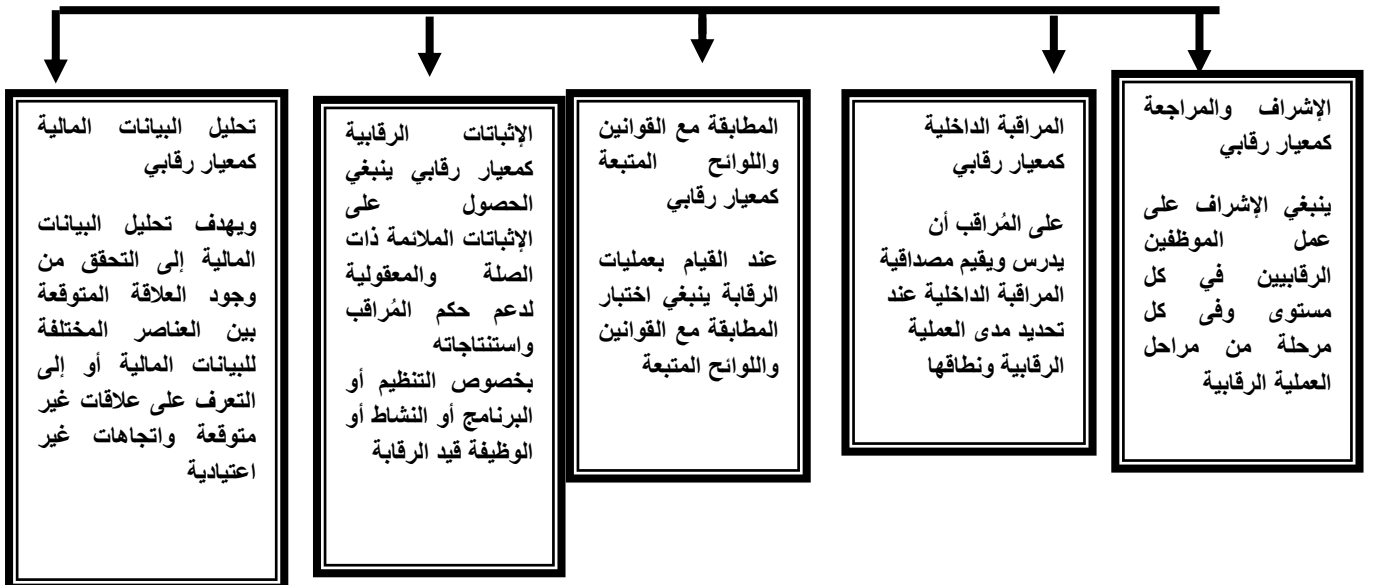 الإشراف والمراجعة
كمعيار رقابي
ينبغي الإشراف على
عمل الموظفين
الرقابيين في كل
مستوى وفى كل
مرحلة من مراحل
العملية الرقابية
المراقبة الداخلية
كمعيار رقابي
على المُراقب أن
يدرس ويقيم مصداقية
المراقبة الداخلية عند
تحديد مدى العملية
الرقابية ونطاقها
المطابقة مع القوانين
واللوائح المتبعة
كمعيار رقابي
عند القيام بعمليات
الرقابة ينبغي اختبار
المطابقة مع القوانين
واللوائح المتبعة
الإثباتات الرقابية
كمعيار رقابي ينبغي
الحصول على
الإثباتات الملائمة ذات
الصلة والمعقولية
لدعم حكم المُراقب
واستنتاجاته
بخصوص التنظيم أو
البرنامج أو النشاط أو
الوظيفة قيد الرقابة
تحليل البيانات المالية
كمعيار رقابي
ويهدف تحليل البيانات
المالية إلى التحقق من
وجود العلاقة المتوقعة
بين العناصر المختلفة
للبيانات المالية أو إلى
التعرف على علاقات غير
متوقعة واتجاهات غير
اعتيادية